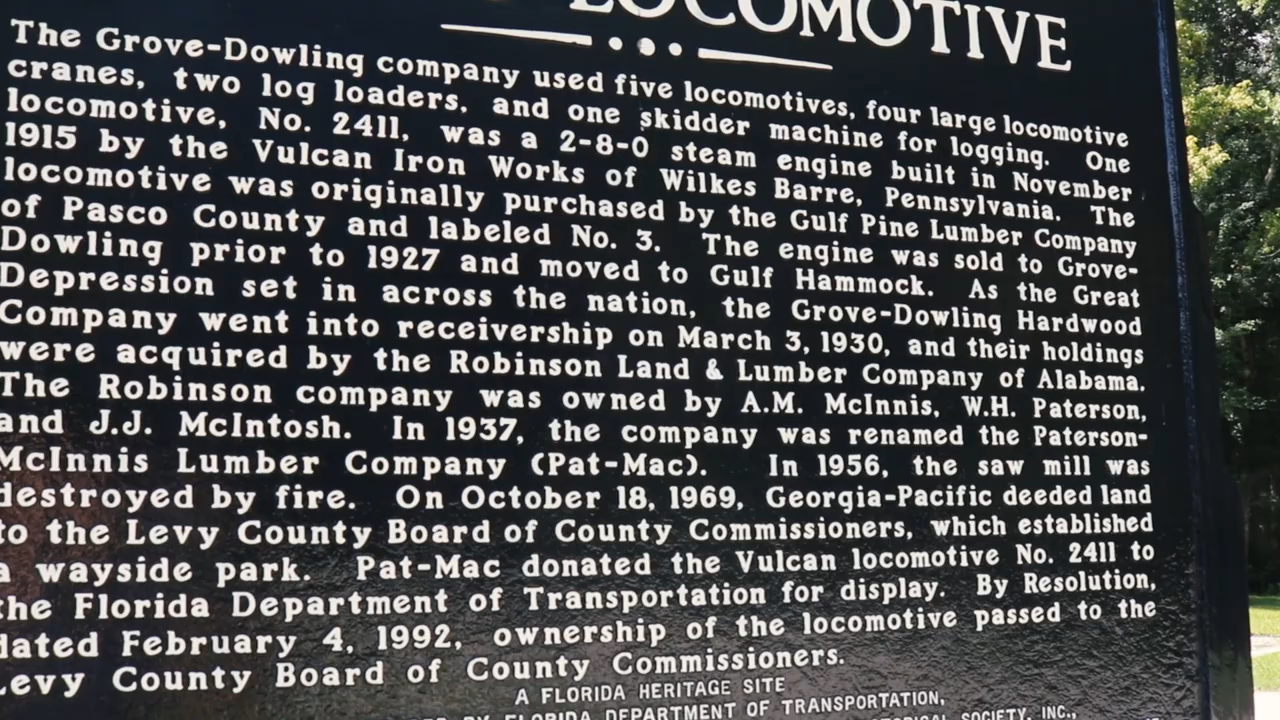 LOCOMOTIVE
The Grove-Dowling company used five locomotives, four large locomotive
cranes, two log loaders, and one skidder machine for logging. One
locomotive, No. 2411, was a 2-8-0 steam engine built in November
1915 by the Vulcan Iron Works of Wilkes Barre, Pennsylvania. The
locomotive was originally purchased by the Gulf Pine Lumber Company
of Pasco County and labeled No. 3. The engine was sold to Grove-
Dowling prior to 1927 and moved to Gulf Hammock. As the Great
Depression set in across the nation, the Grove-Dowling Hardwood
Company went into receivership on March 3, 1930, and their holdings
were acquired by the Robinson Land & Lumber Company of Alabama.
The Robinson company was owned by A.M. McInnis, W.H. Paterson,
and J.J. McIntosh. In 1937, the company was renamed the Paterson-
McInnis Lumber Company (Pat-Mac). In 1956, the saw mill was
destroyed by fire. On October 18, 1969, Georgia-Pacific deeded land
to the Levy County Board of County Commissioners, which established
a wayside park. Pat-Mac donated the Vulcan locomotive No. 2411 to
the Florida Department of Transportation for display. By Resolution,
dated February 4, 1992, ownership of the locomotive passed to the
Levy County Board of County Commissioners.
A FLORIDA HERITAGE SITE
BY FLORIDA DEPARTMENT OF TRANSPORTATION,
SOCIETY, INC.,